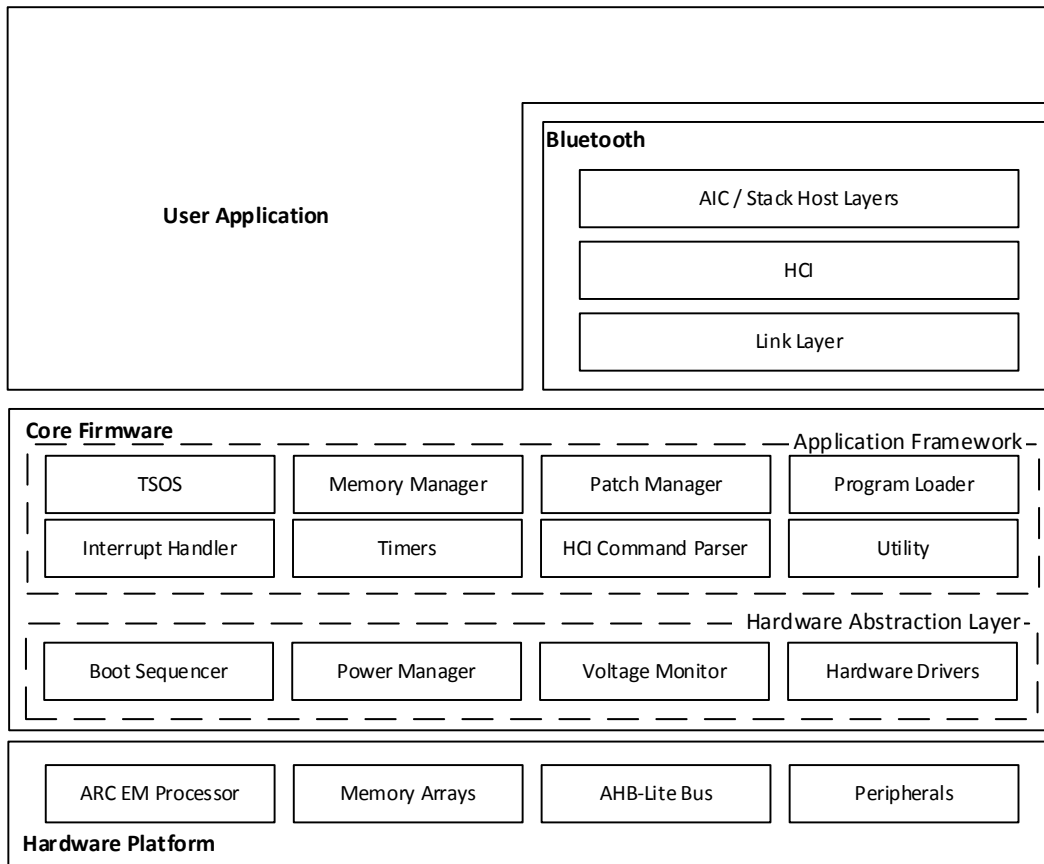 Bluetooth
AIC / Stack Host Layers
User Application
HCI
Link Layer
Core Firmware
Application Framework
TSOS
Memory Manager
Patch Manager
Program Loader
Interrupt Handler
Timers
HCI Command Parser
Utility
Hardware Abstraction Layer
Boot Sequencer
Power Manager
Voltage Monitor
Hardware Drivers
ARC EM Processor
Memory Arrays
AHB-Lite Bus
Peripherals
Hardware Platform